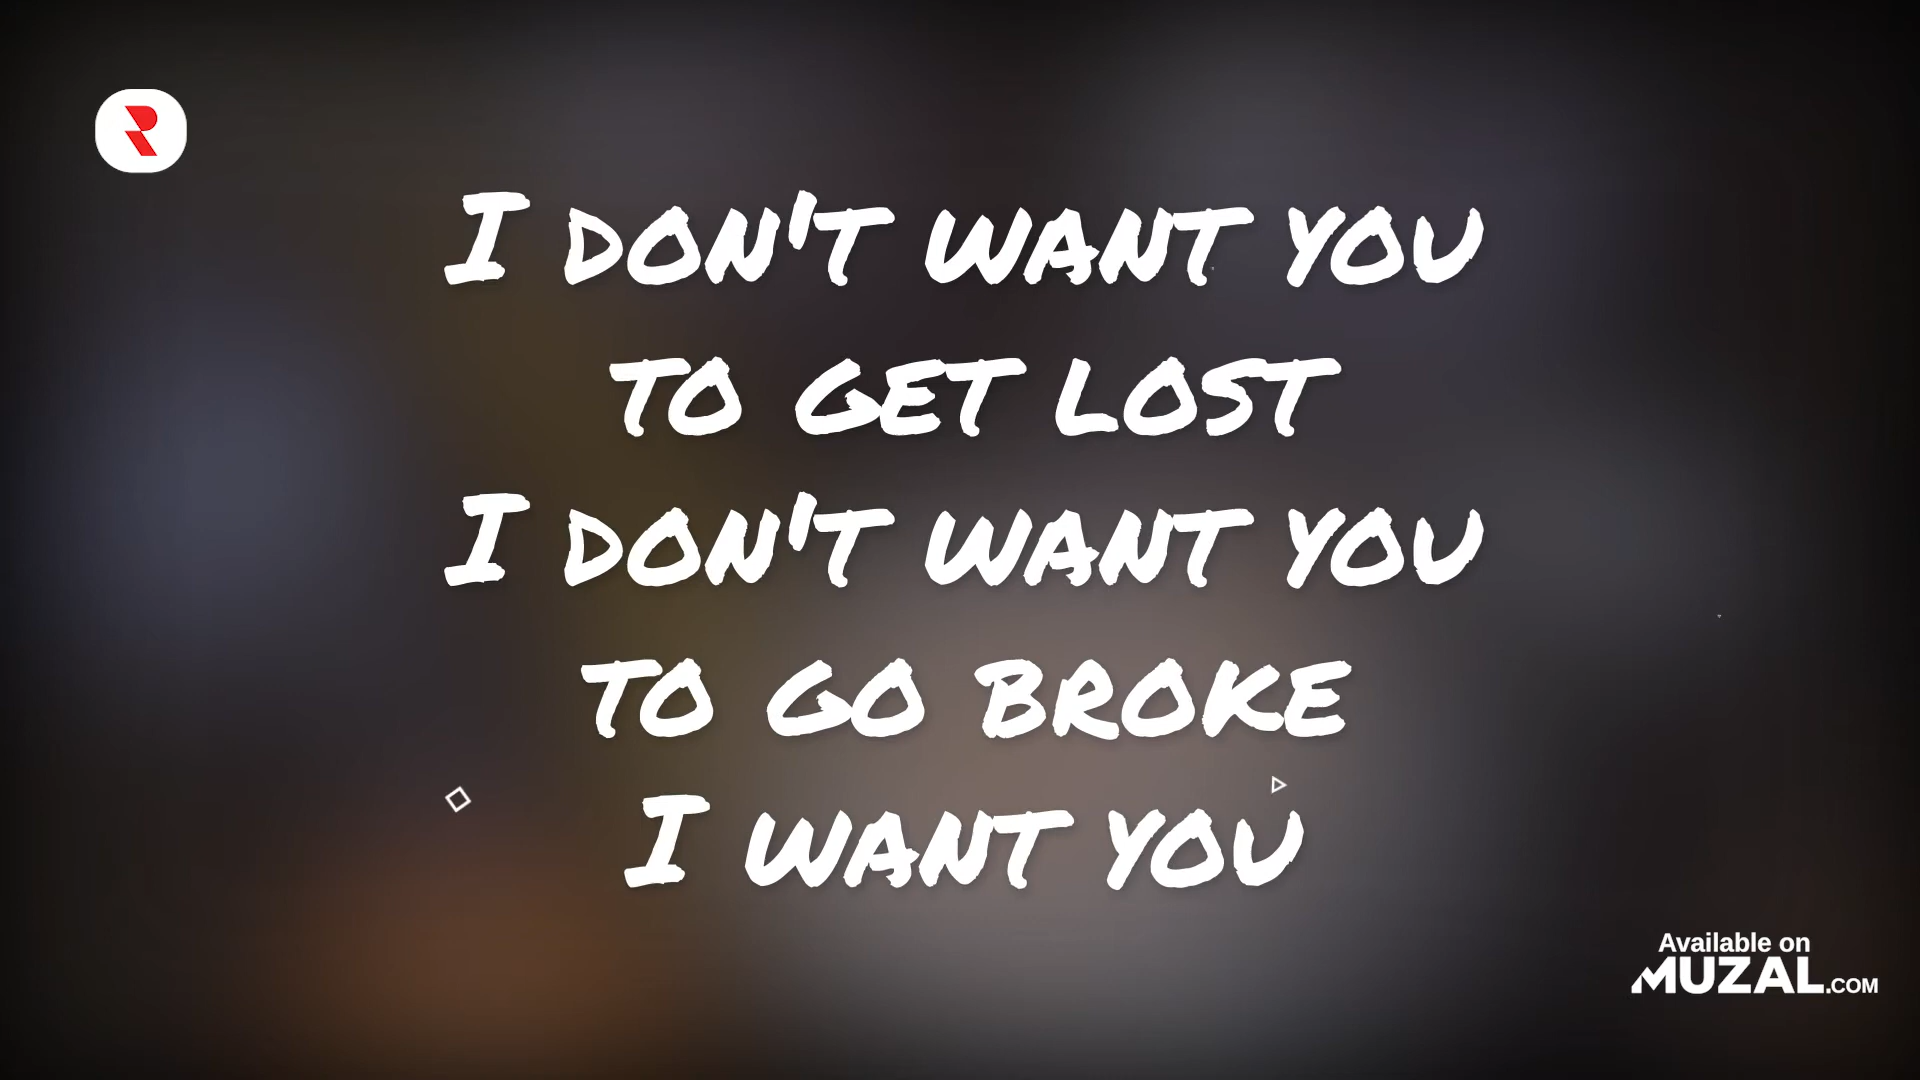 I DON'T WANT YOU
TO GET LOST
I DON'T WANT YOU
TO GO BROKE
I WANT YOU
Available on
MUZAL.COM